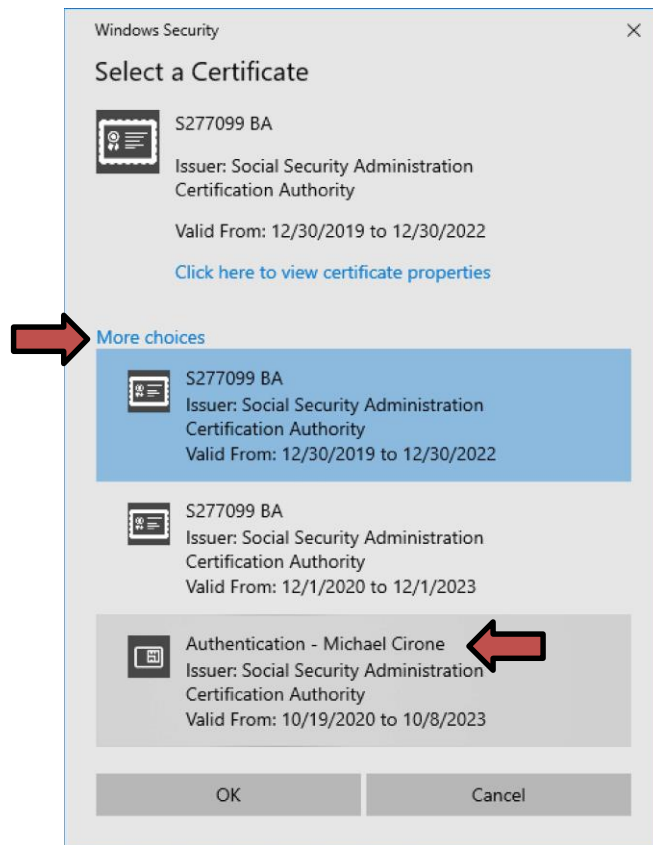 Windows Security
Select a Certificate
S277099 BA
Issuer: Social Security Administration
Certification Authority
Valid From: 12/30/2019 to 12/30/2022
Click here to view certificate properties
More choices
S277099 BA
Issuer: Social Security Administration
Certification Authority
Valid From: 12/30/2019 to 12/30/2022
S277099 BA
Issuer: Social Security Administration
Certification Authority
Valid From: 12/1/2020 to 12/1/2023
Authentication - Michael Cirone
Issuer: Social Security Administration
Certification Authority
Valid From: 10/19/2020 to 10/8/2023
OK Cancel